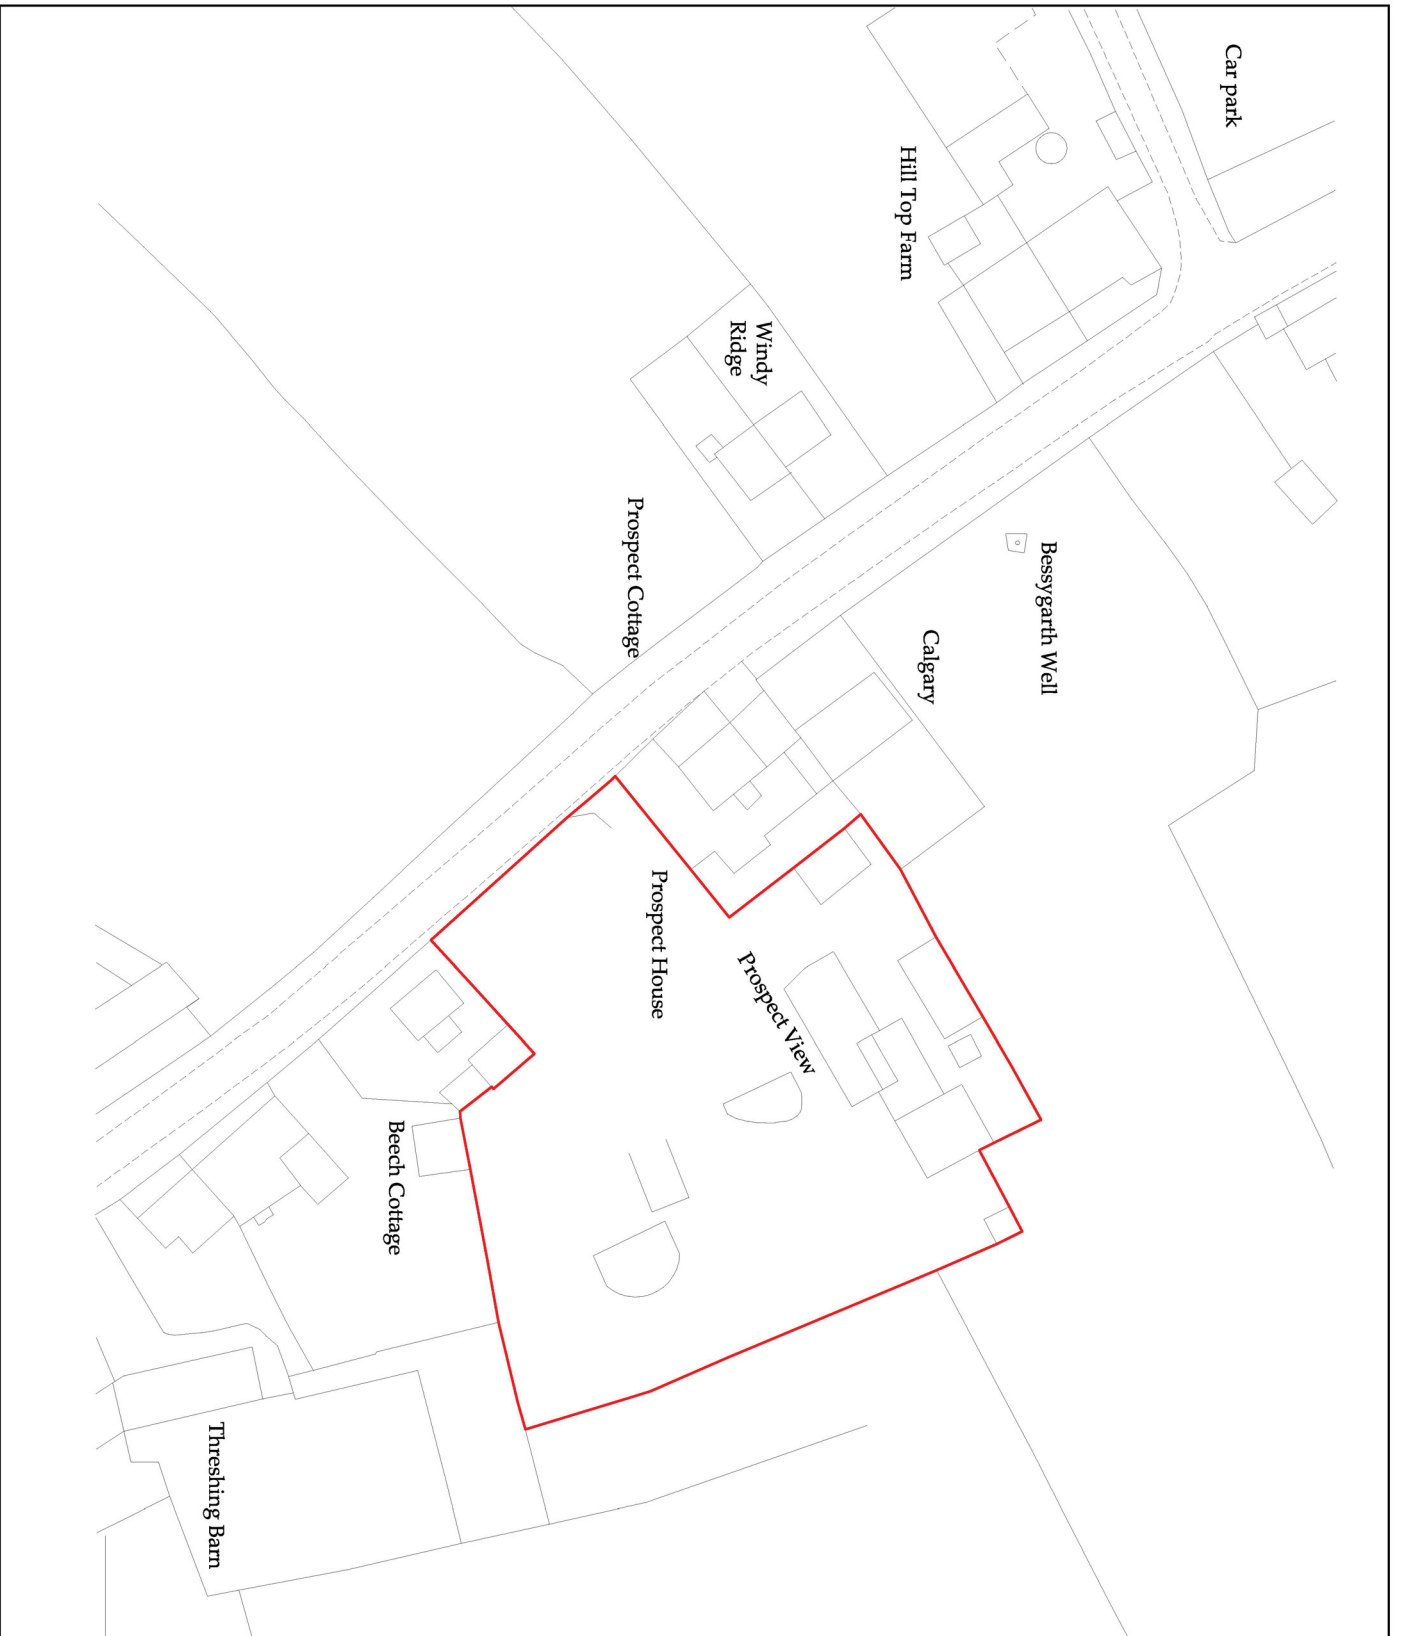 Car park
Hill Top Farm
Windy
Ridge
Prospect Cottage
Bessygarth Well
Calgary
Prospect House
Prospect View
Beech Cottage
Threshing Barn